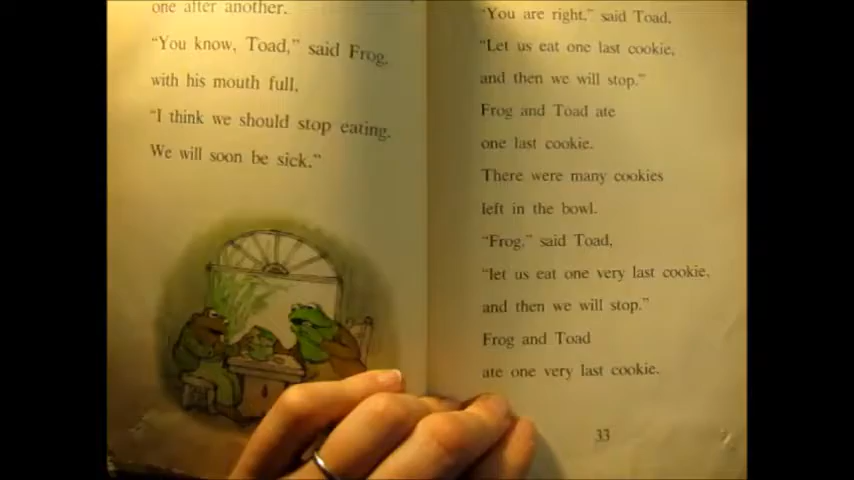 one after another.
"You know, Toad," said Frog,
with his mouth full,
"I think we should stop eating.
We will soon be sick."
"You are right," said Toad.
"Let us eat one last cookie,
and then we will stop."
Frog and Toad ate
one last cookie.
There were many cookies
left in the bowl.
"Frog," said Toad,
"let us eat one very last cookie,
and then we will stop."
Frog and Toad
ate one very last cookie.
33